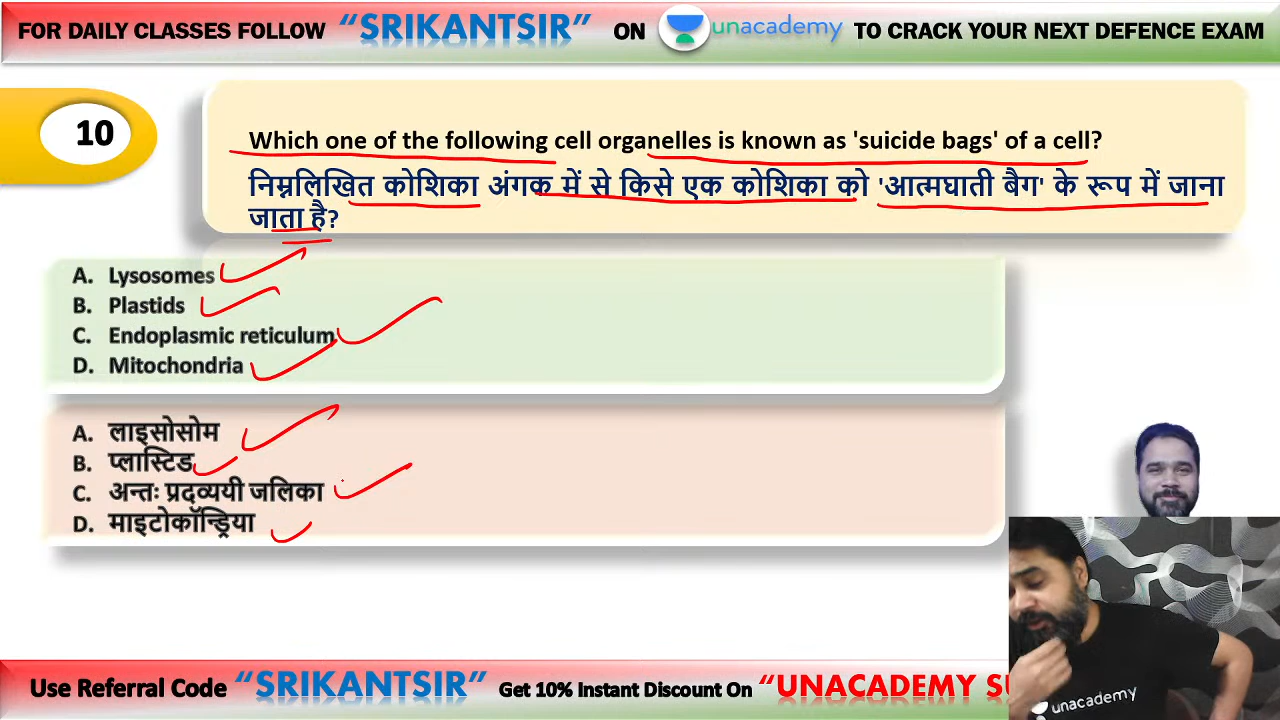 FOR DAILY CLASSES FOLLOW “SRIKANTSIR” ON unacademy TO CRACK YOUR NEXT DEFENCE EXAM
10
Which one of the following cell organelles is known as 'suicide bags' of a cell?
निम्नलिखित कोशिका अंगक में से किसे एक कोशिका को 'आत्मघाती बैग' के रूप में जाना
जाता है?
A. Lysosomes
B. Plastids
C. Endoplasmic reticulum
D. Mitochondria
A. लाइसोसोम
B. प्लास्टिड
C. अन्तः प्रदव्ययी जलिका
D. माइटोकॉन्ड्रिया
unacademy
Use Referral Code “SRIKANTSIR” Get 10% Instant Discount On “UNACADEMY